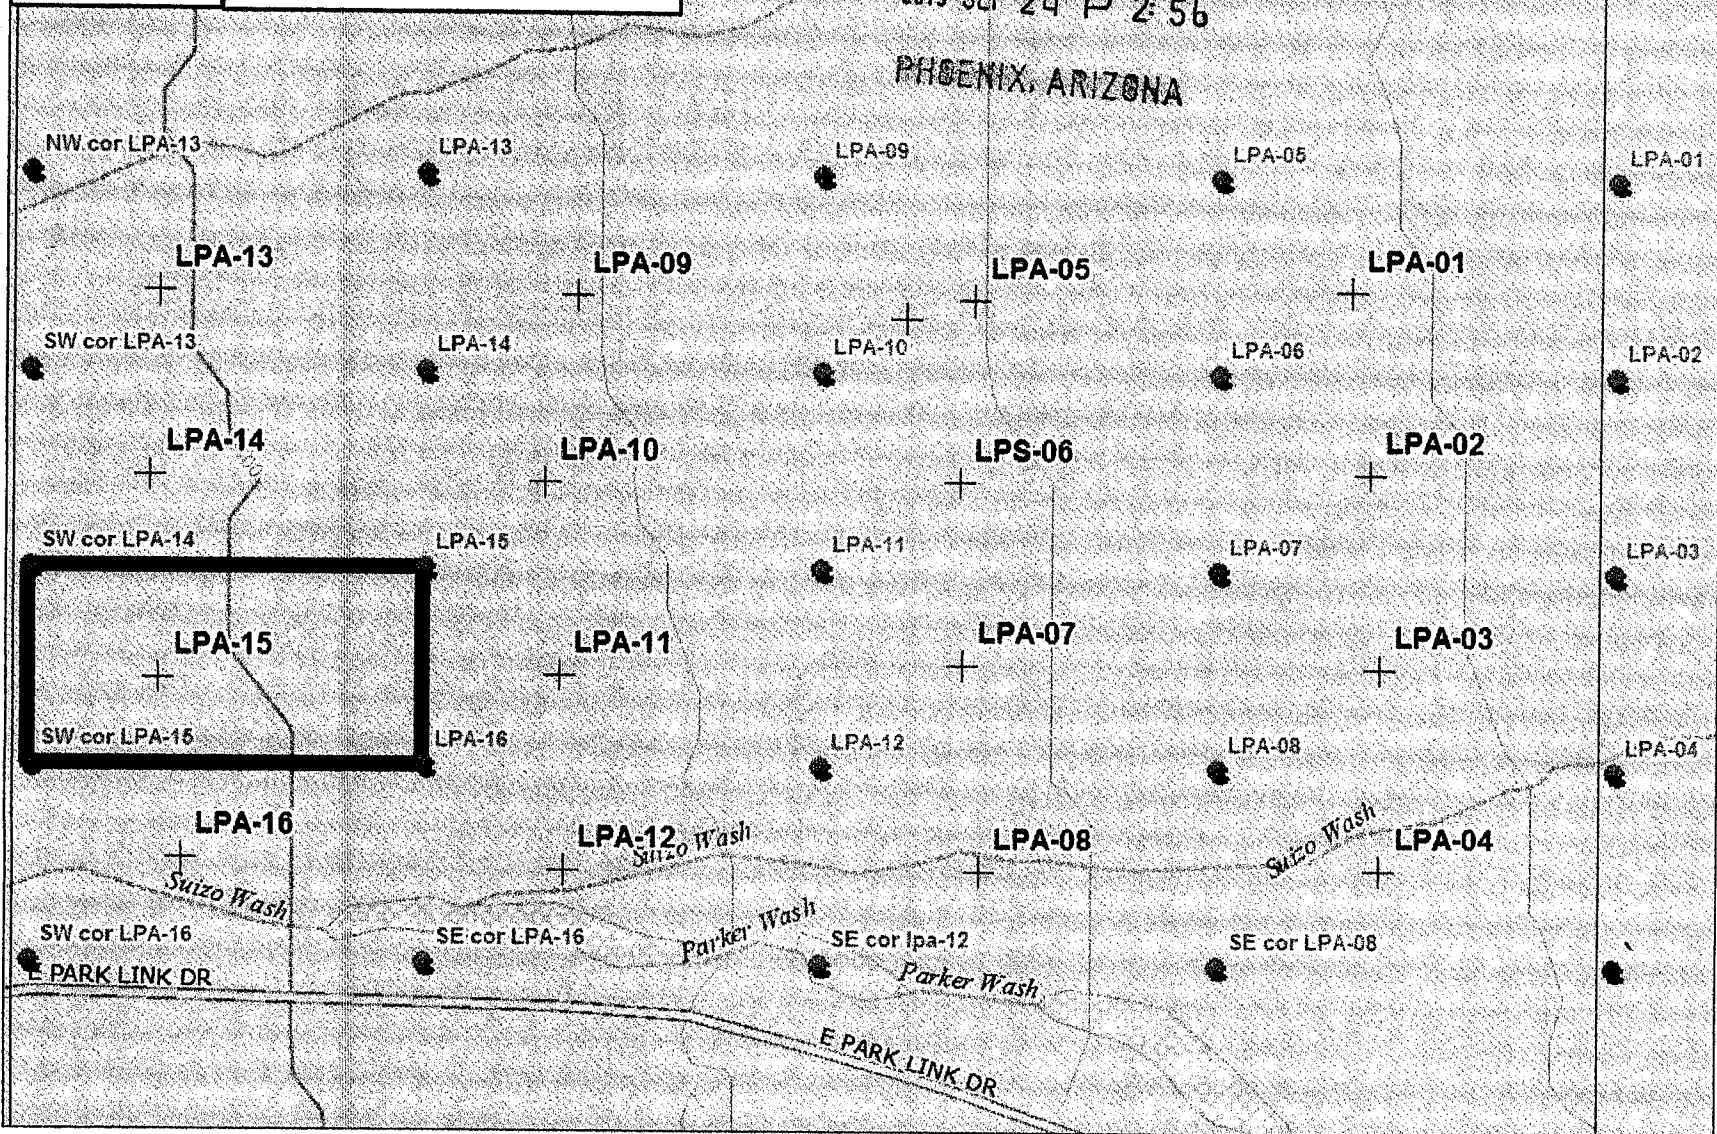 24 P 2:56
PHOENIX, ARIZONA
NW cor LPA-13
LPA-13
LPA-09
LPA-05
LPA-01
LPA-13
LPA-09
LPA-05
LPA-01
SW cor LPA-13
LPA-14
LPA-10
LPA-06
LPA-02
LPA-14
LPA-10
LPS-06
LPA-02
SW cor LPA-14
LPA-15
LPA-11
LPA-07
LPA-03
LPA-15
LPA-11
LPA-07
LPA-03
SW cor LPA-15
LPA-16
LPA-12
LPA-08
LPA-04
LPA-16
LPA-12
Suizo Wash
LPA-08
Suizo Wash
LPA-04
Suizo Wash
SW cor LPA-16
SE cor LPA-16
Parker Wash
SE cor lpa-12
SE cor LPA-08
E PARK LINK DR
Parker Wash
E PARK LINK DR